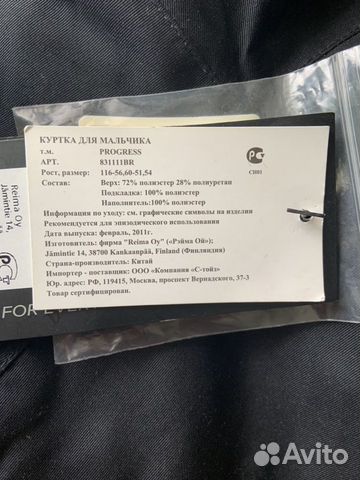 КУРТКА ДЛЯ МАЛЬЧИКА
т.м. PROGRESS
АРТ. 831111BR
Рост, размер: 116-56,60-51,54
Состав: Верх: 72% полиэстер 28% полиуретан
Подкладка: 100% полиэстер
Наполнитель:100% полиэстер
Информация по уходу: см. графические символы на изделии
Рекомендуется для эпизодического использования
Дата выпуска: февраль, 2011г.
Изготовитель: фирма "Reima Oy" («Рэйма Ой»);
Jämintie 14, 38700 Kankaanpää, Finland (Финляндия)
Страна-производитель: Китай
Импортер - поставщик: ООО «Компания «С-тойз»
Юр. адрес: РФ, 119415, Москва, проспект Вернадского, 37-3
Товар сертифицирован.
СП01
Reima Oy
Jämintie 14,
FOR EVER
Avito